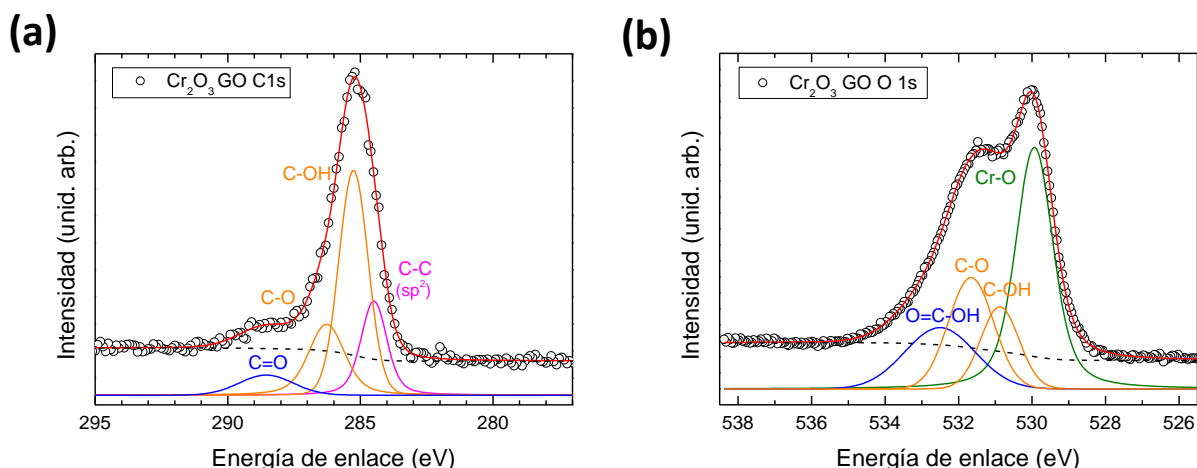 (a)
Cr2O3 GO C1s
C-OH
C-C
(sp2)
C-O
C=O
Intensidad (unid. arb.)
295 290 285 280
Energía de enlace (eV)
(b)
Cr2O3 GO O 1s
Cr-O
C-O
C-OH
O=C-OH
Intensidad (unid. arb.)
538 536 534 532 530 528 526
Energía de enlace (eV)